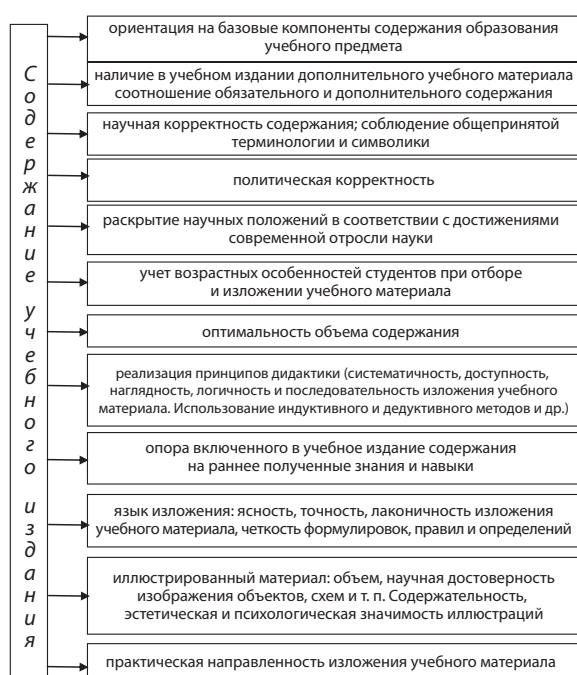 Содержание учебного издания
ориентация на базовые компоненты содержания образования
учебного предмета
наличие в учебном издании дополнительного учебного материала
соотношение обязательного и дополнительного содержания
научная корректность содержания; соблюдение общепринятой
терминологии и символики
политическая корректность
раскрытие научных положений в соответствии с достижениями
современной отросли науки
учет возрастных особенностей студентов при отборе
и изложении учебного материала
оптимальность объема содержания
реализация принципов дидактики (систематичность, доступность,
наглядность, логичность и последовательность изложения учебного
материала. Использование индуктивного и дедуктивного методов и др.)
опора включенного в учебное издание содержания
на раннее полученные знания и навыки
язык изложения: ясность, точность, лаконичность изложения
учебного материала, четкость формулировок, правил и определений
иллюстрированный материал: объем, научная достоверность
изображения объектов, схем и т. п. Содержательность,
эстетическая и психологическая значимость иллюстраций
практическая направленность изложения учебного материала